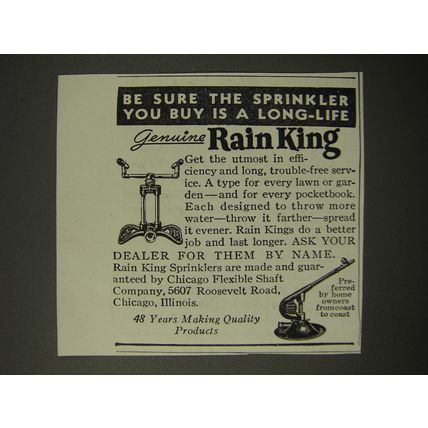 BE SURE THE SPRINKLER
YOU BUY IS A LONG-LIFE
Genuine Rain King
Get the utmost in effi-
ciency and long, trouble-free serv-
ice. A type for every lawn or gar-
den—and for every pocketbook.
Each designed to throw more
water—throw it farther—spread
it evener. Rain Kings do a better
job and last longer. ASK YOUR
DEALER FOR THEM BY NAME.
Rain King Sprinklers are made and guar-
anteed by Chicago Flexible Shaft
Company, 5607 Roosevelt Road,
Chicago, Illinois.
48 Years Making Quality
Products
Pre-
ferred
by home
owners
from coast
to coast